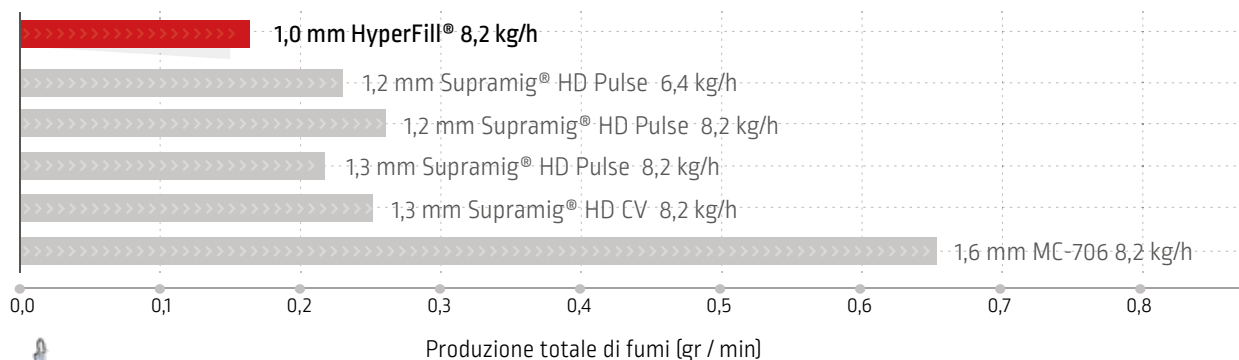 1,0 mm HyperFill® 8,2 kg/h
1,2 mm Supramig® HD Pulse 6,4 kg/h
1,2 mm Supramig® HD Pulse 8,2 kg/h
1,3 mm Supramig® HD Pulse 8,2 kg/h
1,3 mm Supramig® HD CV 8,2 kg/h
1,6 mm MC-706 8,2 kg/h
0,0 0,1 0,2 0,3 0,4 0,5 0,6 0,7 0,8
Produzione totale di fumi (gr / min)